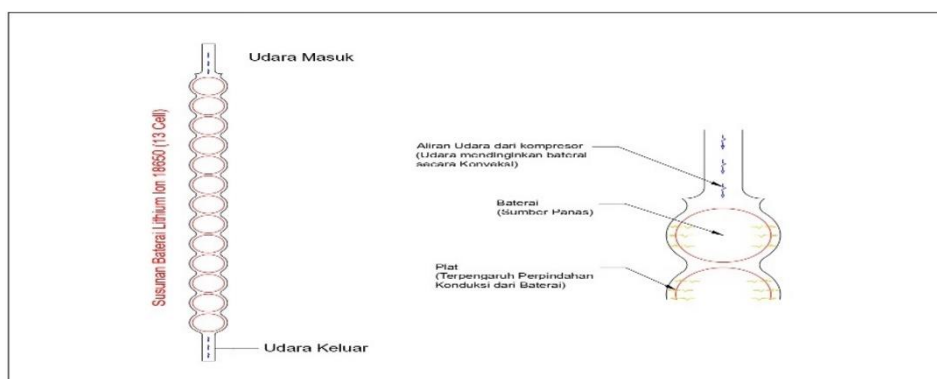 Udara Masuk
Susunan Baterai Lithium Ion 18650 (13 Cell)
Udara Keluar
Aliran Udara dari kompresor
(Udara mendinginkan baterai
secara Konveksi)
Baterai
(Sumber Panas)
Plat
(Terpengaruh Perpindahan
Konduksi dari Baterai)